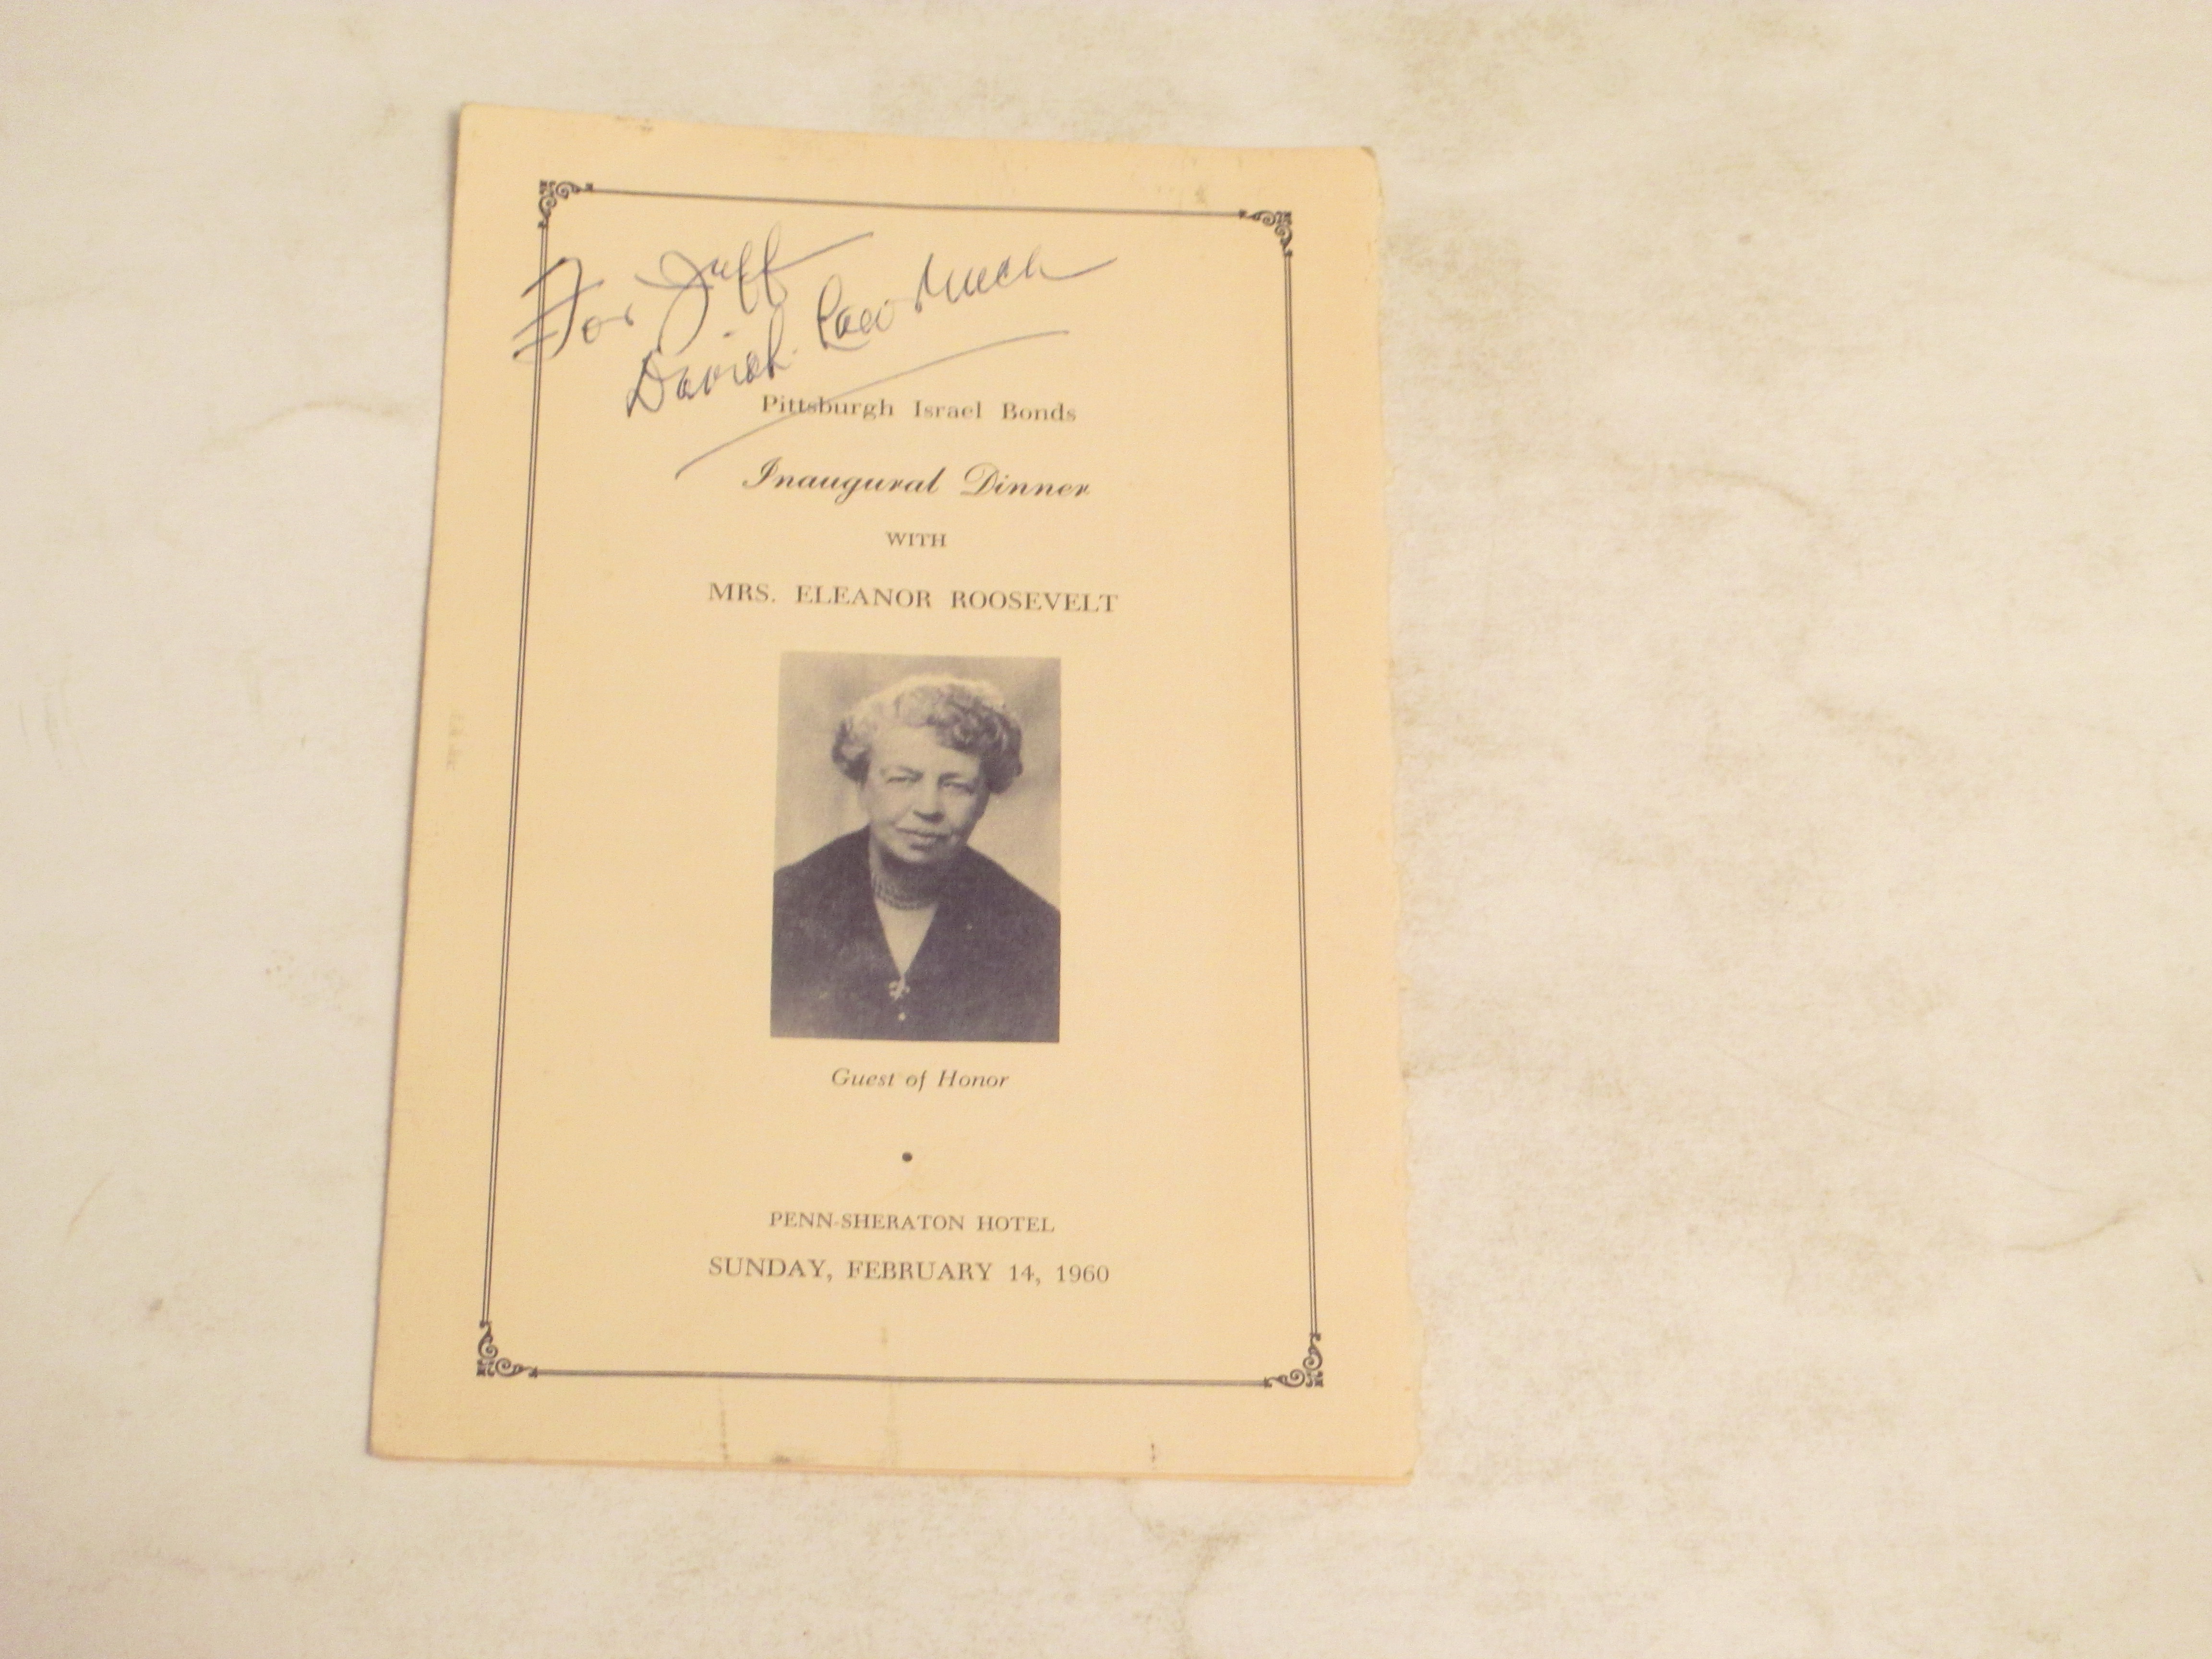 For Jeff
David
Pittsburgh Israel Bonds
Inaugural Dinner
WITH
MRS. ELEANOR ROOSEVELT
Guest of Honor
•
PENN-SHERATON HOTEL
SUNDAY, FEBRUARY 14, 1960